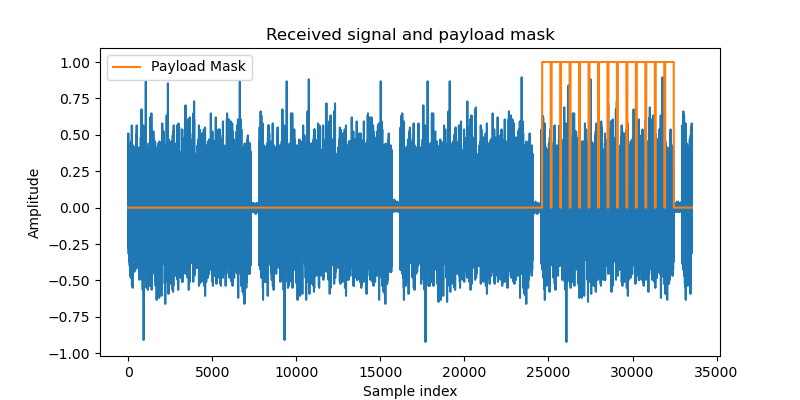 Received signal and payload mask
Payload Mask
1.00
0.75
0.50
0.25
0.00
−0.25
−0.50
−0.75
−1.00
Amplitude
0 5000 10000 15000 20000 25000 30000 35000
Sample index